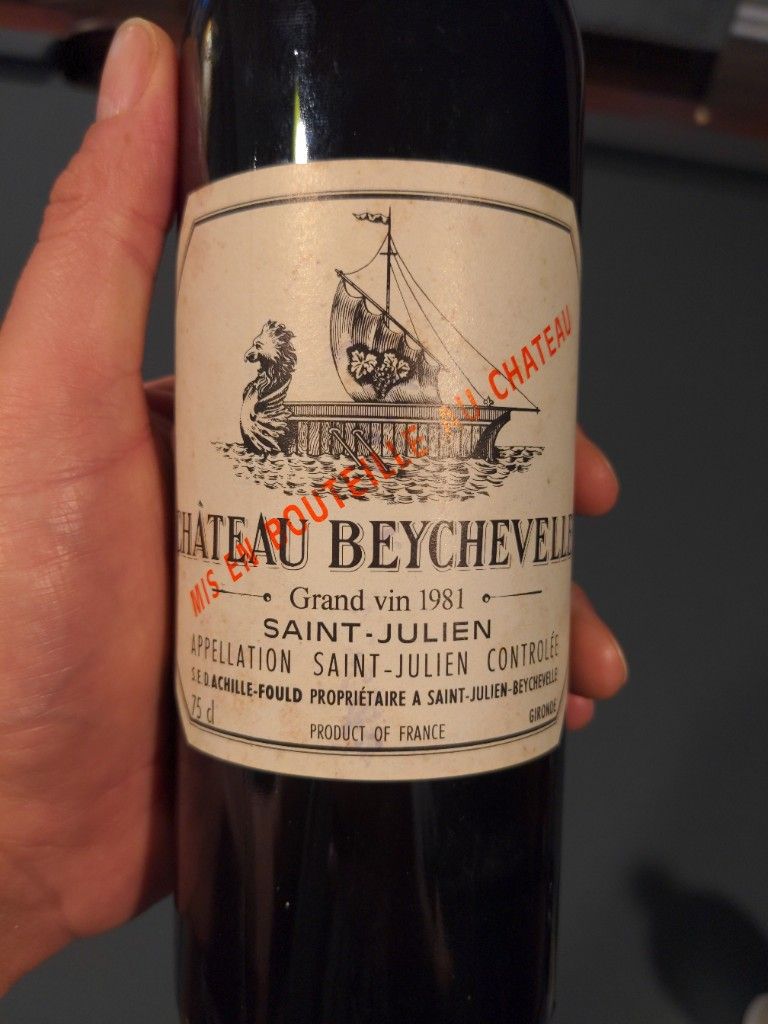 MIS EN BOUTEILLE AU CHATEAU
CHÂTEAU BEYCHEVELLE
Grand vin 1981
SAINT-JULIEN
APPELLATION SAINT-JULIEN CONTROLÉE
S.E.D. ACHILLE-FOULD PROPRIÉTAIRE A SAINT-JULIEN-BEYCHEVELLE
75 cl
GIRONDE
PRODUCT OF FRANCE